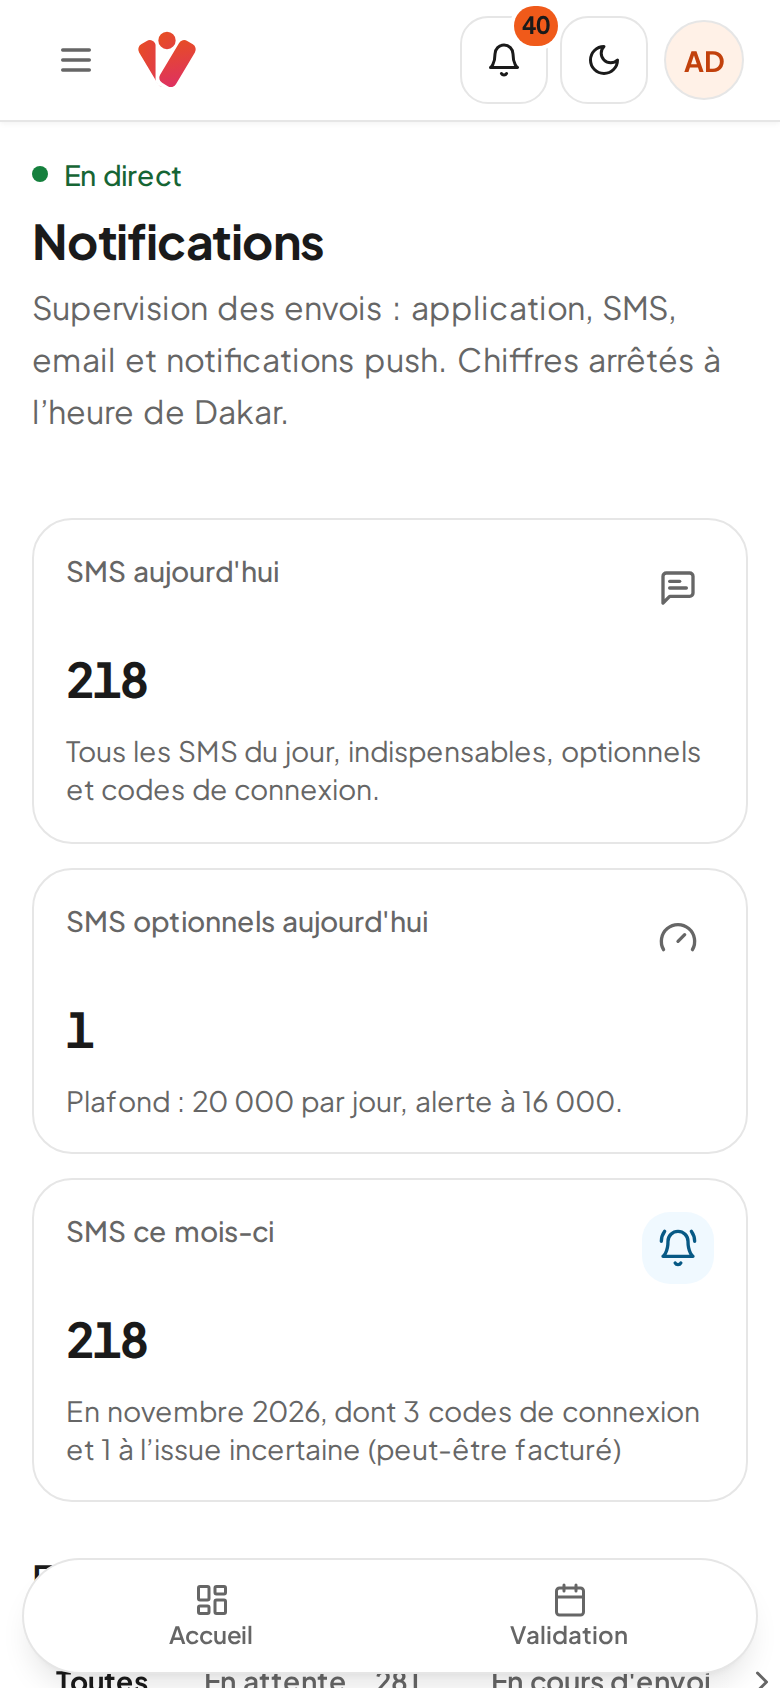 40
AD
En direct
Notifications
Supervision des envois : application, SMS,
email et notifications push. Chiffres arrêtés à
l’heure de Dakar.
SMS aujourd'hui
218
Tous les SMS du jour, indispensables, optionnels
et codes de connexion.
SMS optionnels aujourd'hui
1
Plafond : 20 000 par jour, alerte à 16 000.
SMS ce mois-ci
218
En novembre 2026, dont 3 codes de connexion
et 1 à l’issue incertaine (peut-être facturé)
Accueil Validation
Toutes En attente 281 En cours d'envoi